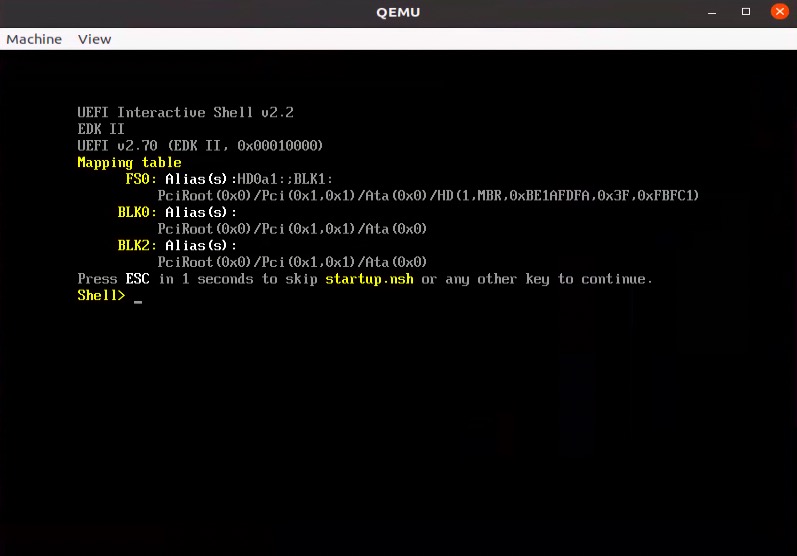 QEMU
Machine View
UEFI Interactive Shell v2.2
EDK II
UEFI v2.70 (EDK II, 0x00010000)
Mapping table
FS0: Alias(s):HD0a1:;BLK1:
PciRoot(0x0)/Pci(0x1,0x1)/Ata(0x0)/HD(1,MBR,0xBE1AFDFA,0x3F,0xFBFC1)
BLK0: Alias(s):
PciRoot(0x0)/Pci(0x1,0x1)/Ata(0x0)
BLK2: Alias(s):
PciRoot(0x0)/Pci(0x1,0x1)/Ata(0x0)
Press ESC in 1 seconds to skip startup.nsh or any other key to continue.
Shell> _